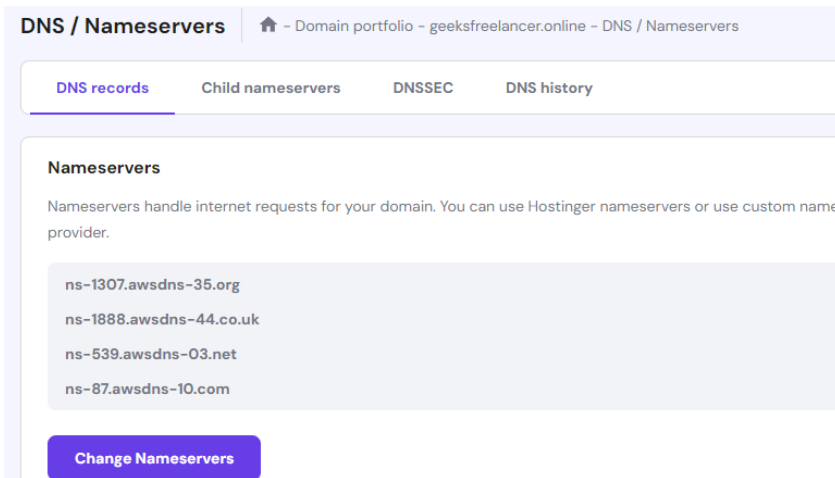 DNS / Nameservers
– Domain portfolio – geeksfreelancer.online – DNS / Nameservers
DNS records
Child nameservers
DNSSEC
DNS history
Nameservers
Nameservers handle internet requests for your domain. You can use Hostinger nameservers or use custom name
provider.
ns-1307.awsdns-35.org
ns-1888.awsdns-44.co.uk
ns-539.awsdns-03.net
ns-87.awsdns-10.com
Change Nameservers